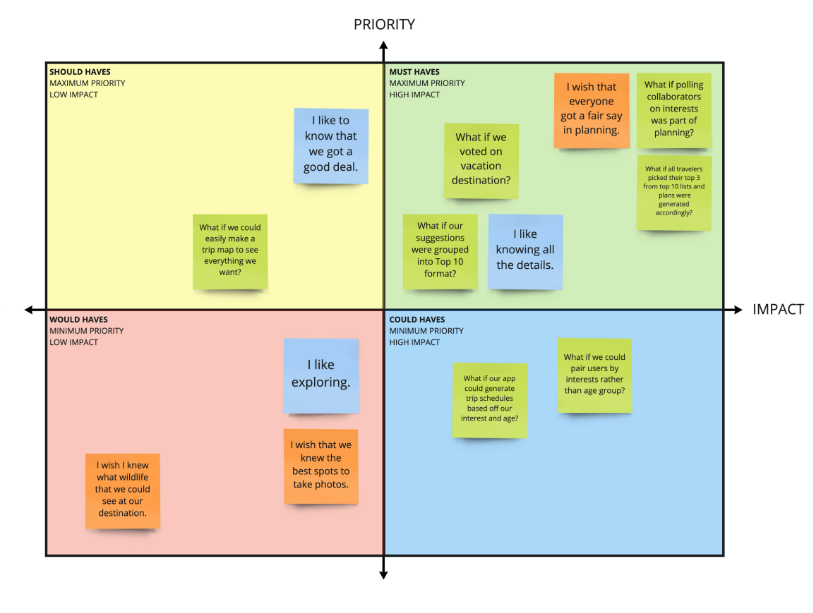 PRIORITY
SHOULD HAVES
MAXIMUM PRIORITY
LOW IMPACT
I like to
know that
we got a
good deal.
What if we could
easily make a
trip map to see
everything we
want?
MUST HAVES
MAXIMUM PRIORITY
HIGH IMPACT
I wish that
everyone
got a fair say
in planning.
What if polling
collaborators
on interests
was part of
planning?
What if we
voted on
vacation
destination?
What if all travelers
picked their top 3
from top 10 lists and
plans were
generated
accordingly?
What if our
suggestions
were grouped
into Top 10
format?
I like
knowing all
the details.
IMPACT
WOULD HAVES
MINIMUM PRIORITY
LOW IMPACT
I like
exploring.
I wish that we
knew the
best spots to
take photos.
I wish I knew
what wildlife
that we could
see at our
destination.
COULD HAVES
MINIMUM PRIORITY
HIGH IMPACT
What if we could
pair users by
interests rather
than age group?
What if our app
could generate
trip schedules
based off our
interest and age?